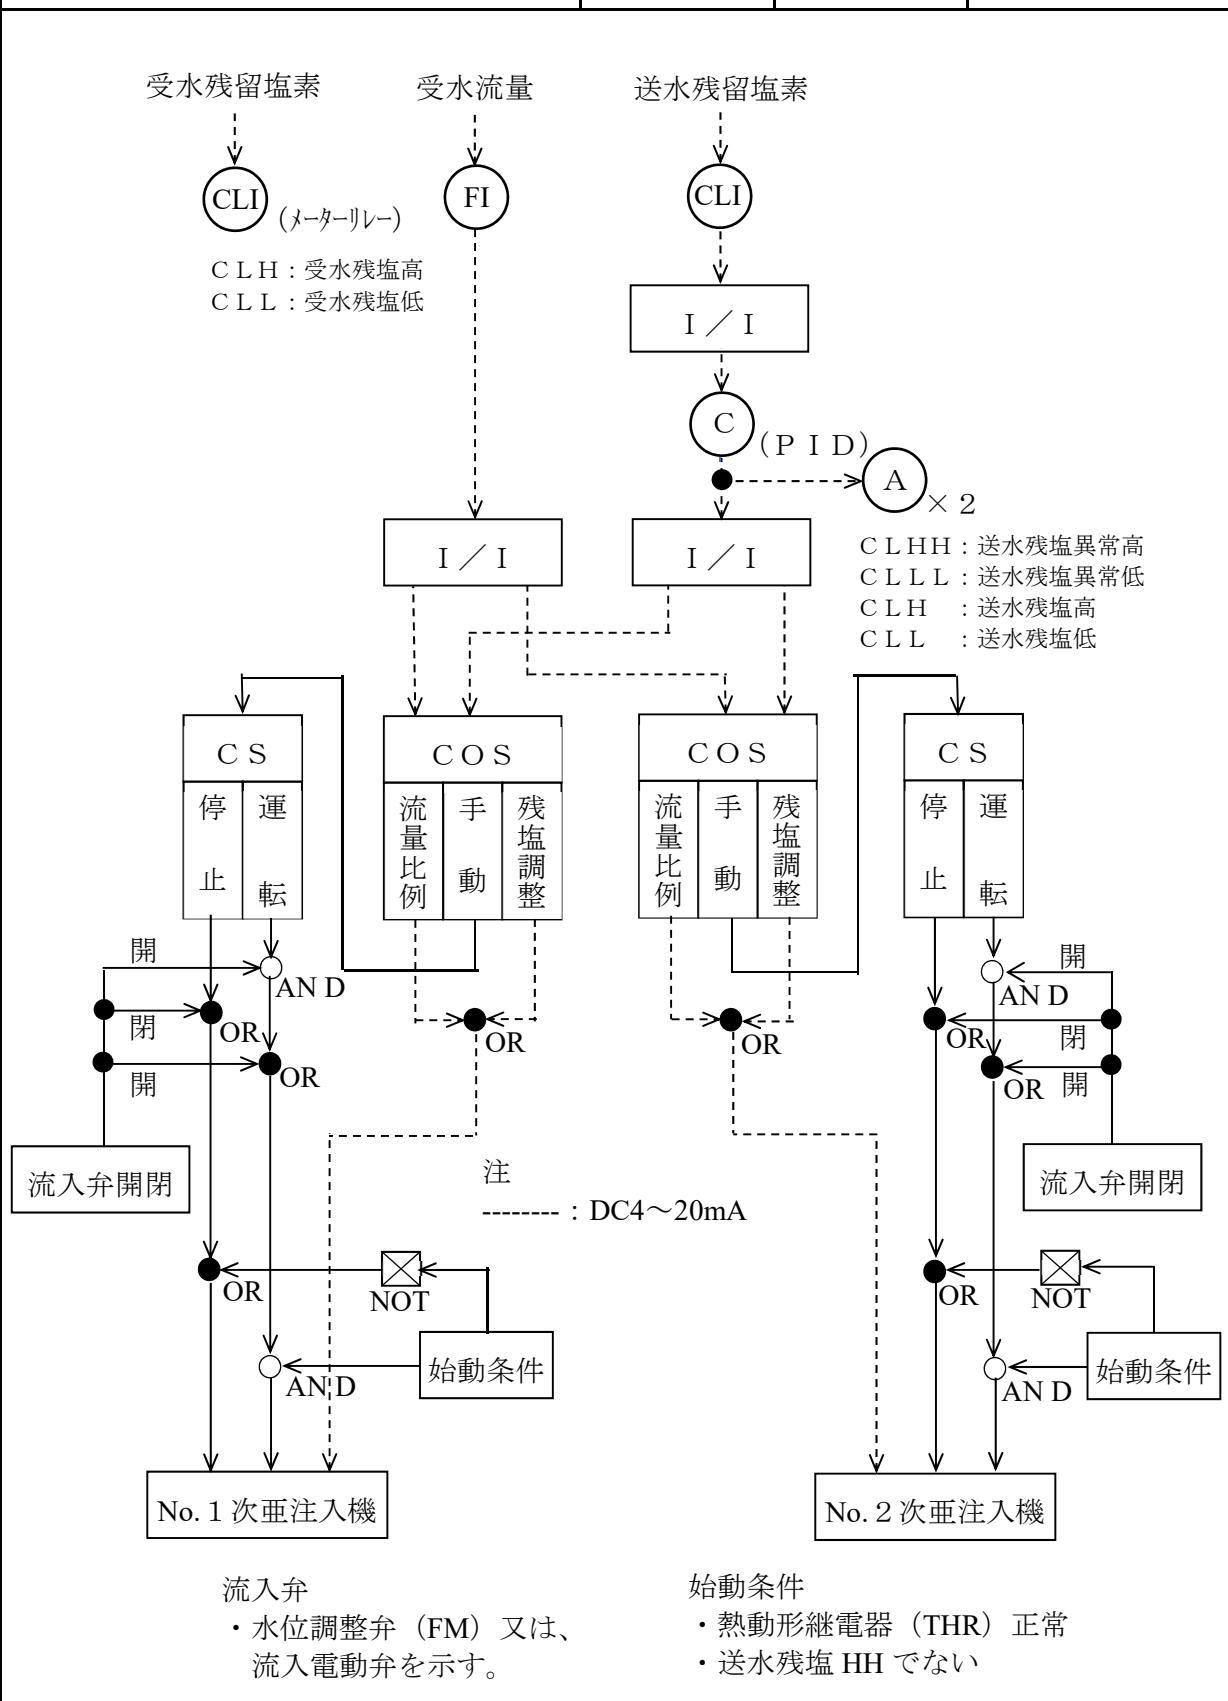 受水残留塩素
受水流量
送水残留塩素
CLI
(ﾒｰﾀｰﾘﾚｰ)
FI
CLI
ＣＬＨ：受水残塩高
ＣＬＬ：受水残塩低
Ｉ／Ｉ
Ｃ
(ＰＩＤ)
Ａ
×２
Ｉ／Ｉ
Ｉ／Ｉ
ＣＬＨＨ：送水残塩異常高
ＣＬＬＬ：送水残塩異常低
ＣＬＨ　：送水残塩高
ＣＬＬ　：送水残塩低
ＣＳ
ＣＯＳ
ＣＯＳ
ＣＳ
停止
運転
流量比例
手動
残塩調整
流量比例
手動
残塩調整
停止
運転
開
AND
閉
OR
開
OR
OR
OR
開
AND
OR
閉
OR
開
流入弁開閉
流入弁開閉
注
-------：DC4～20mA
OR
NOT
始動条件
AND
OR
NOT
始動条件
AND
No.１次亜注入機
No.２次亜注入機
流入弁
・水位調整弁（FM）又は、
流入電動弁を示す。
始動条件
・熱動形継電器（THR）正常
・送水残塩 HH でない